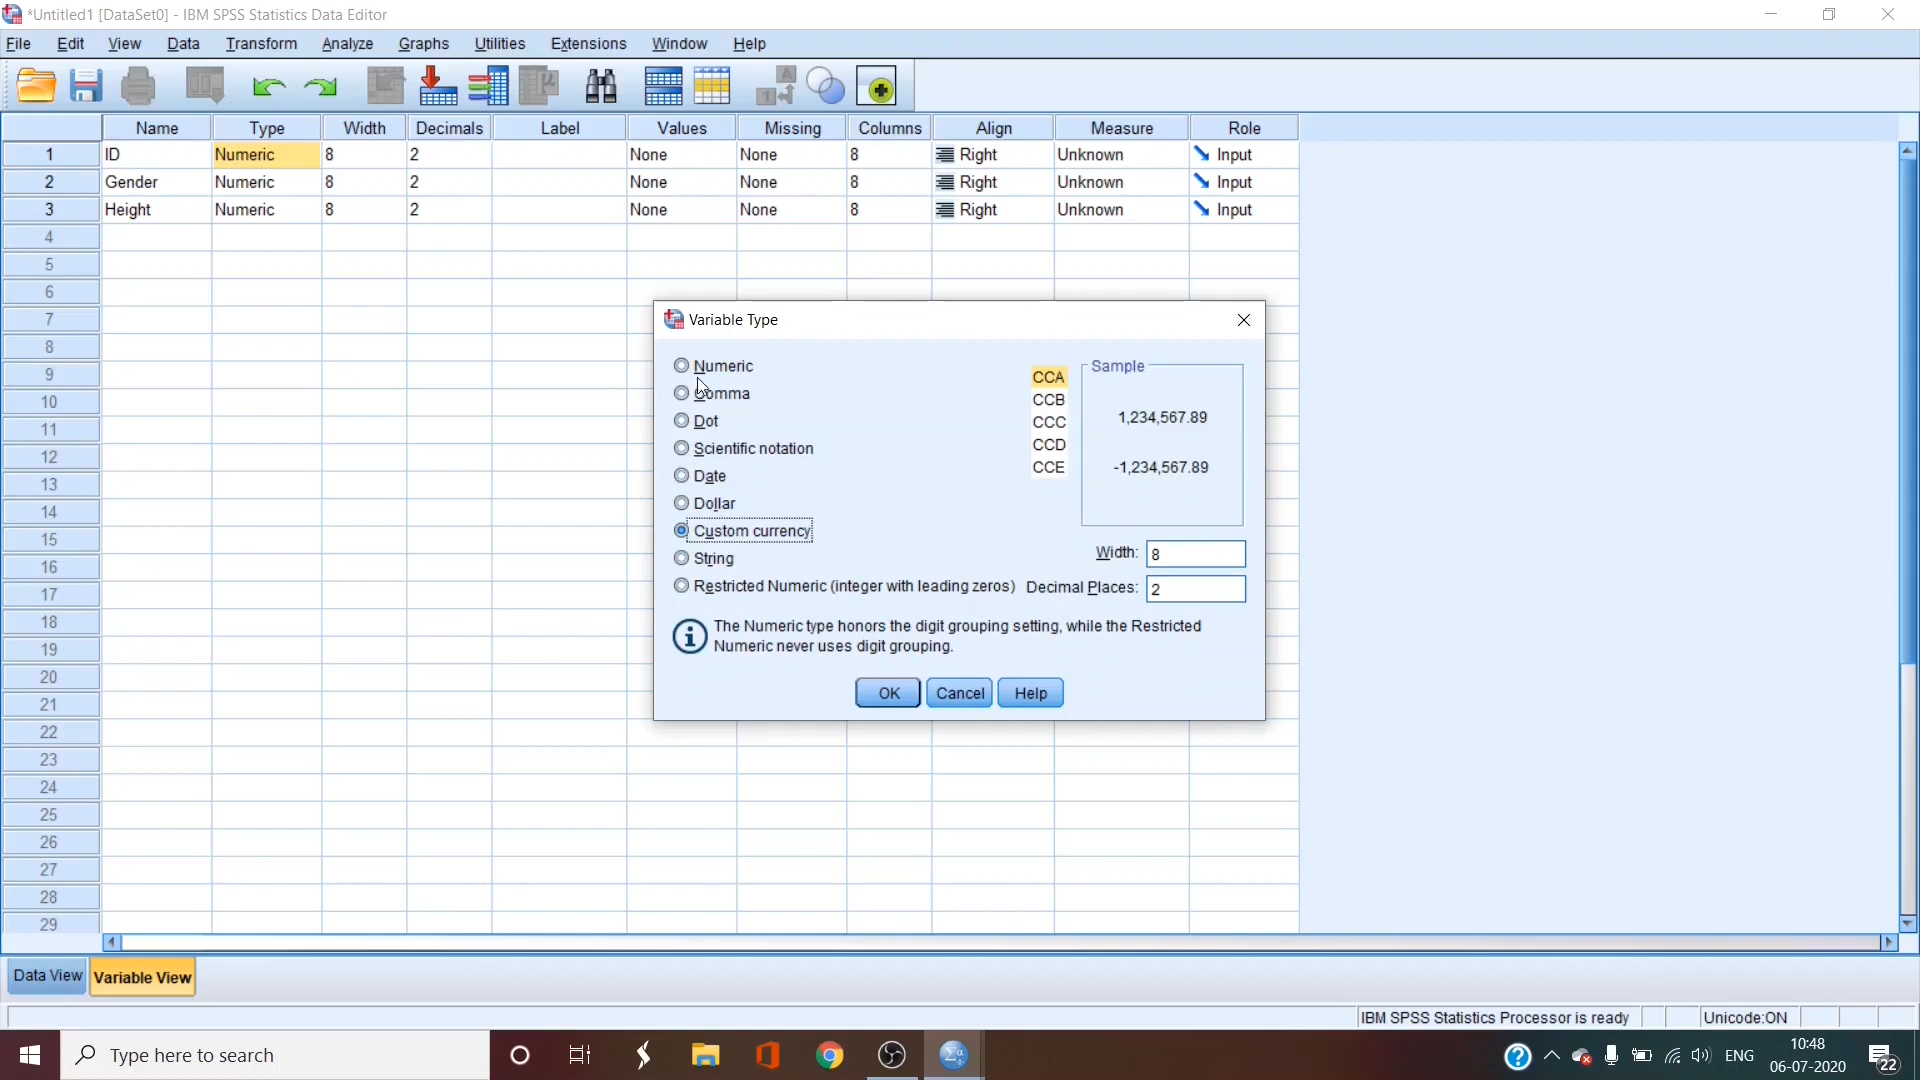 *Untitled1 [DataSet0] - IBM SPSS Statistics Data Editor
File Edit View Data Transform Analyze Graphs Utilities Extensions Window Help
Name Type Width Decimals Label Values Missing Columns Align Measure Role
1 ID Numeric 8 2 None None 8 Right Unknown Input
2 Gender Numeric 8 2 None None 8 Right Unknown Input
3 Height Numeric 8 2 None None 8 Right Unknown Input
4
5
6
7
8
9
10
11
12
13
14
15
16
17
18
19
20
21
22
23
24
25
26
27
28
29
Variable Type
Numeric
Comma
Dot
Scientific notation
Date
Dollar
Custom currency
String
Restricted Numeric (integer with leading zeros)
CCA
CCB
CCC
CCD
CCE
Sample
1,234,567.89
-1,234,567.89
Width: 8
Decimal Places: 2
The Numeric type honors the digit grouping setting, while the Restricted
Numeric never uses digit grouping.
OK Cancel Help
Data View Variable View
IBM SPSS Statistics Processor is ready Unicode:ON
Type here to search
ENG
10:48
06-07-2020
22